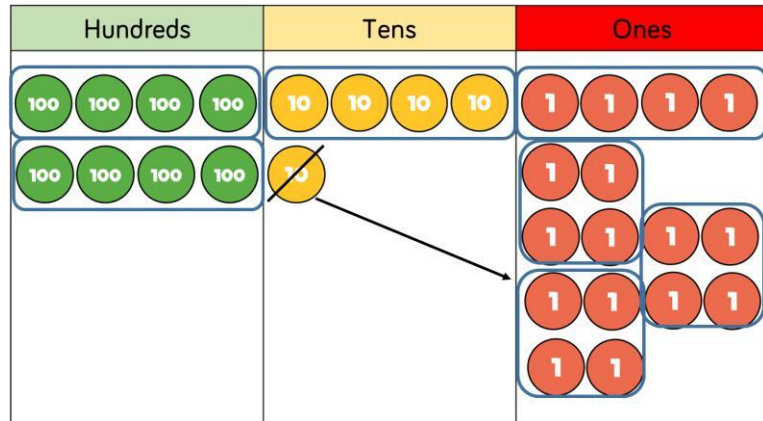 Hundreds Tens Ones
100 100 100 100 10 10 10 10 1 1 1 1
100 100 100 100 10 1 1
1 1 1 1
1 1 1 1
1 1